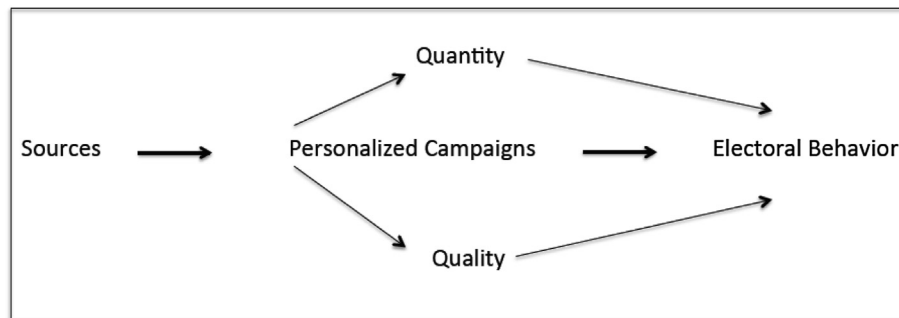 Quantity
Sources Personalized Campaigns Electoral Behavior
Quality